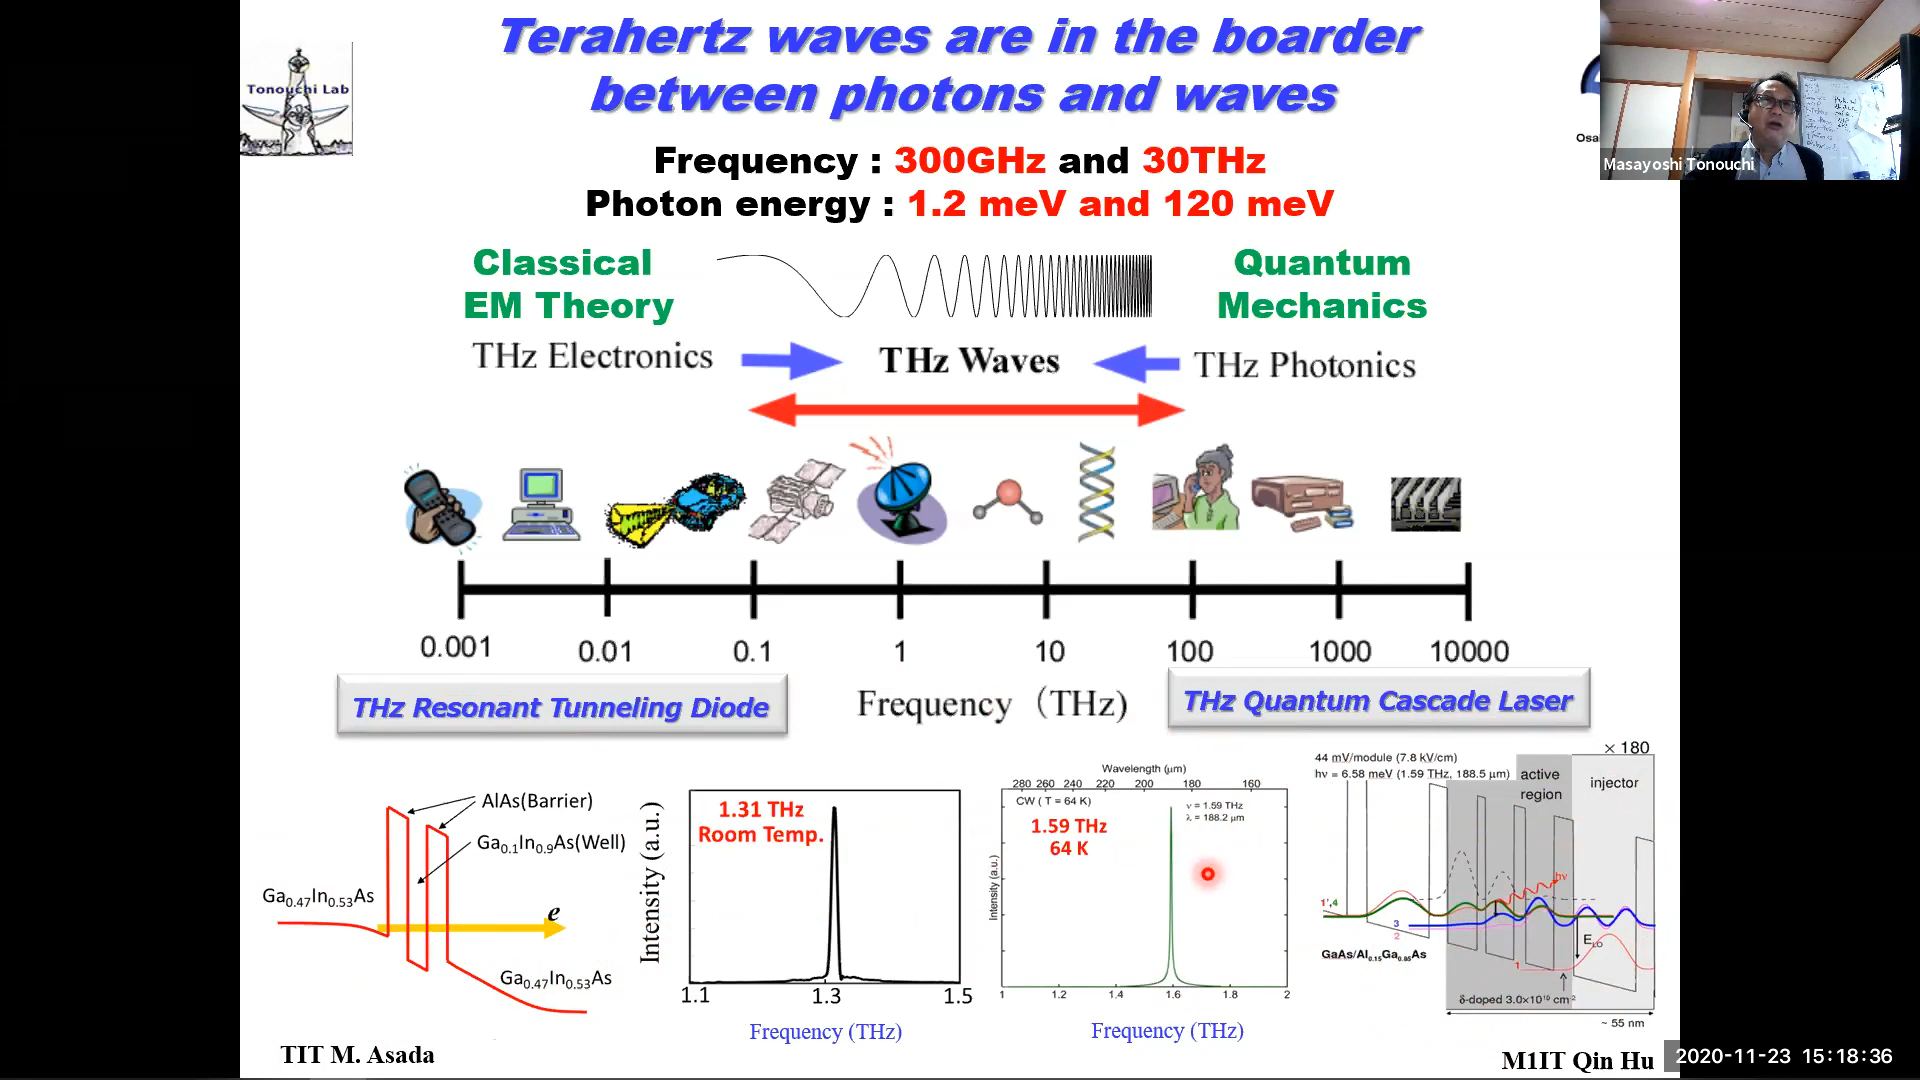 Terahertz waves are in the boarder
between photons and waves
Tonouchi Lab
Osa
Masayoshi Tonouchi
Frequency : 300GHz and 30THz
Photon energy : 1.2 meV and 120 meV
Classical
EM Theory
Quantum
Mechanics
THz Electronics
THz Waves
THz Photonics
0.001
0.01
0.1
1
10
100
1000
10000
THz Resonant Tunneling Diode
Frequency (THz)
THz Quantum Cascade Laser
AlAs(Barrier)
Ga0.1In0.9As(Well)
Ga0.47In0.53As
e
Ga0.47In0.53As
TIT M. Asada
Intensity (a.u.)
1.31 THz
Room Temp.
1.1
1.3
1.5
Frequency (THz)
Wavelength (μm)
280 260 240 220 200 180 160
CW ( T = 64 K)
ν = 1.59 THz
λ = 188.2 μm
1.59 THz
64 K
Intensity (a.u.)
1
1.2
1.4
1.6
1.8
2
Frequency (THz)
× 180
44 mV/module (7.8 kV/cm)
hν = 6.58 meV (1.59 THz, 188.5 μm)
active
region
injector
hν
1',4
3
2
ELO
GaAs/Al0.15Ga0.85As
1
δ-doped 3.0×10¹⁰ cm⁻²
~ 55 nm
M1IT Qin Hu
2020-11-23 15:18:36